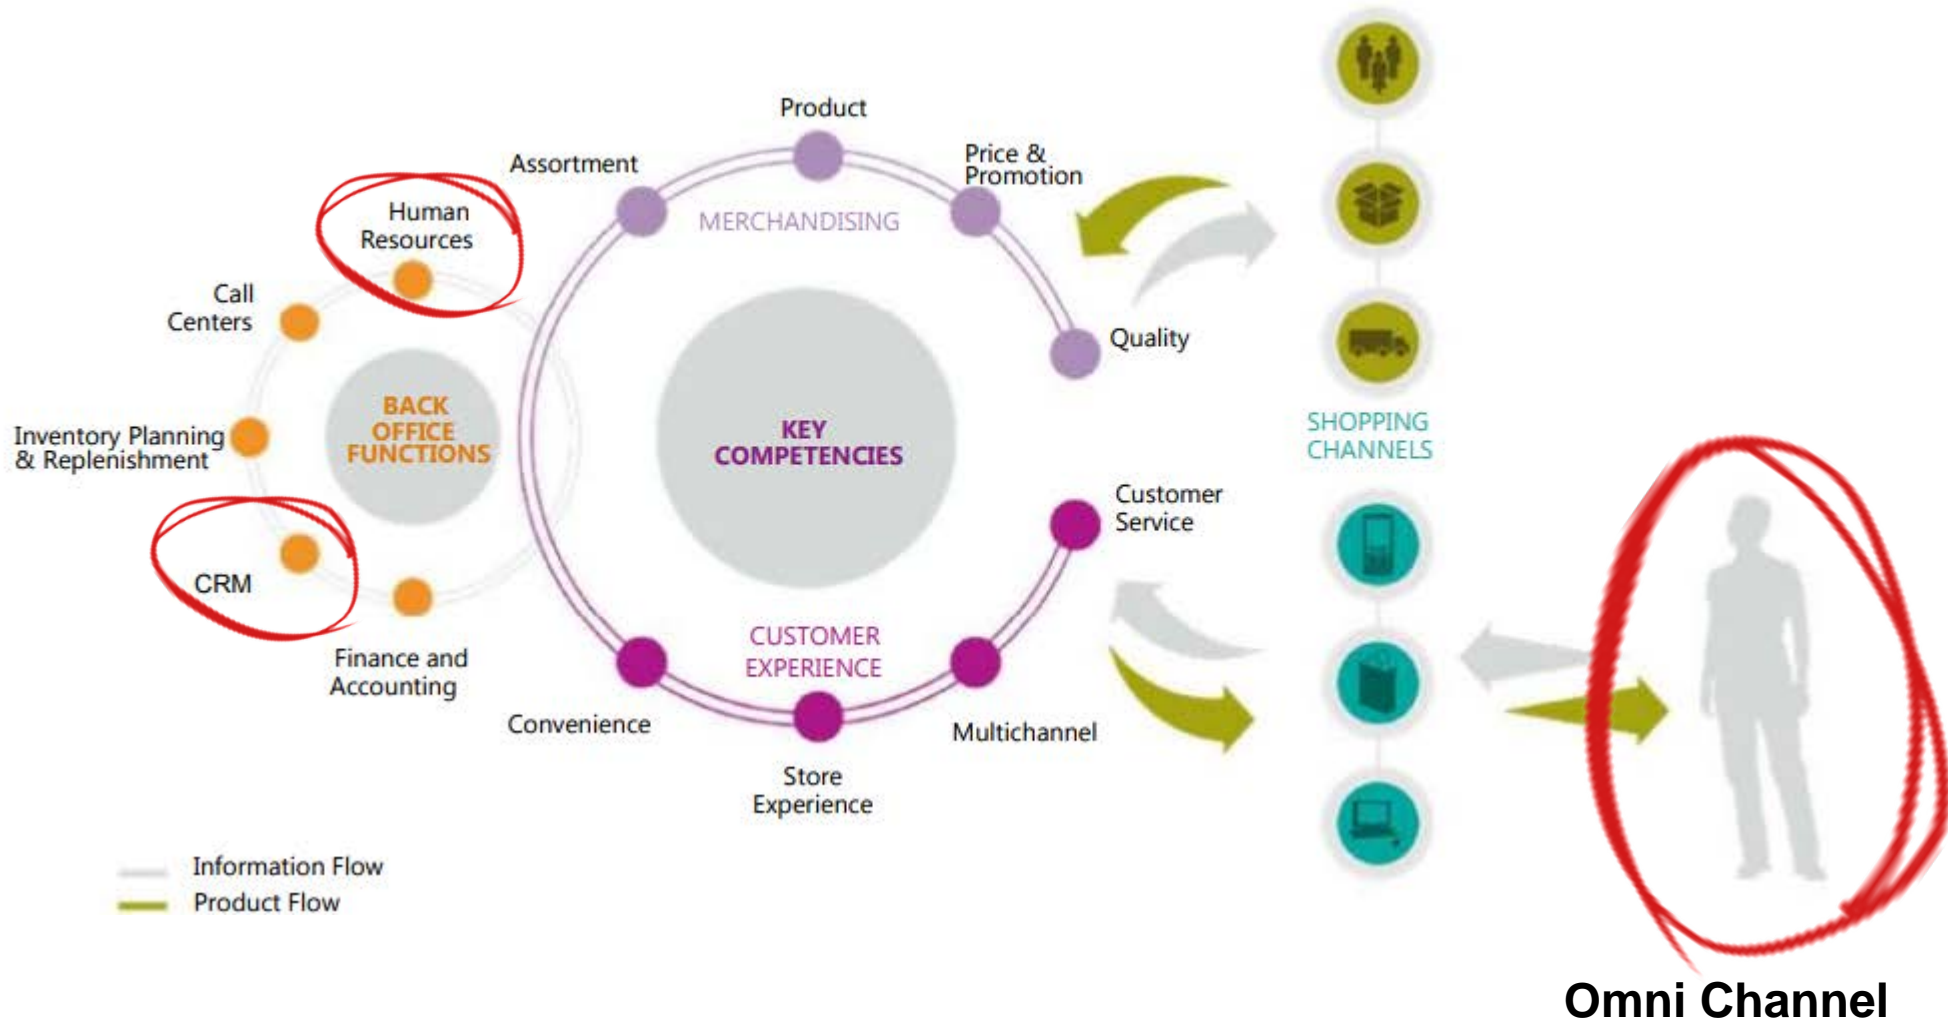 Product
Assortment
Price &
Promotion
MERCHANDISING
Human
Resources
Call
Centers
Quality
BACK
OFFICE
FUNCTIONS
Inventory Planning
& Replenishment
KEY
COMPETENCIES
SHOPPING
CHANNELS
Customer
Service
CRM
CUSTOMER
EXPERIENCE
Finance and
Accounting
Convenience
Multichannel
Store
Experience
Information Flow
Product Flow
Omni Channel